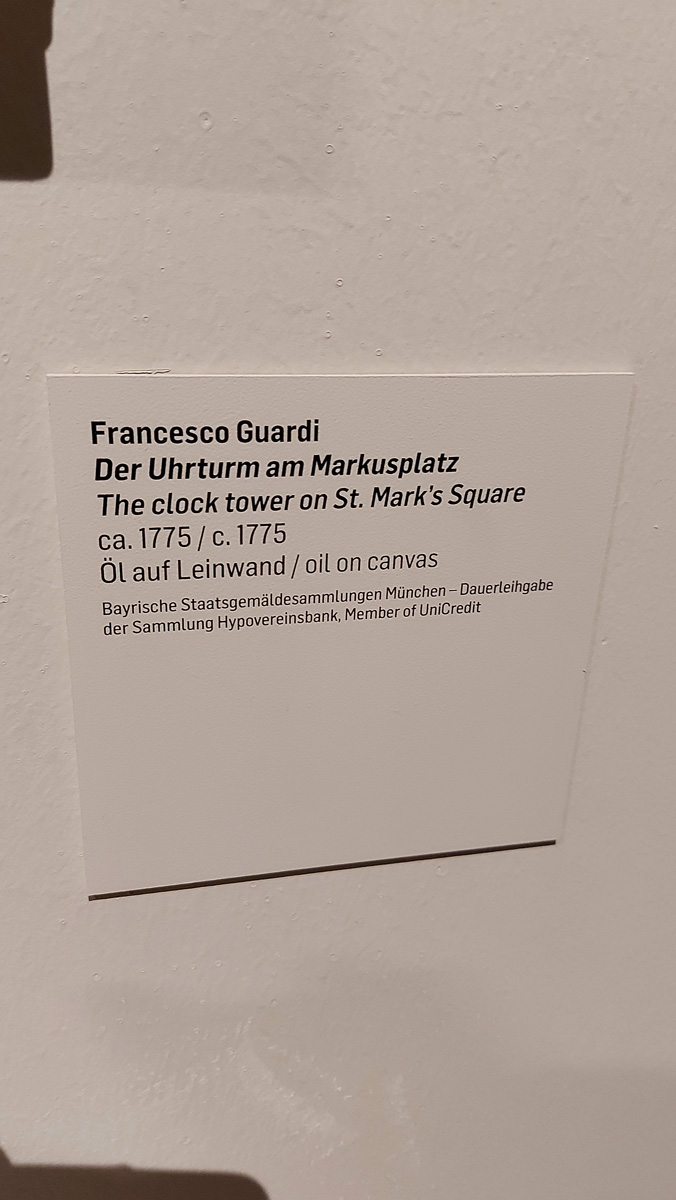 Francesco Guardi
Der Uhrturm am Markusplatz
The clock tower on St. Mark's Square
ca. 1775 / c. 1775
Öl auf Leinwand / oil on canvas
Bayrische Staatsgemäldesammlungen München – Dauerleihgabe
der Sammlung Hypovereinsbank, Member of UniCredit